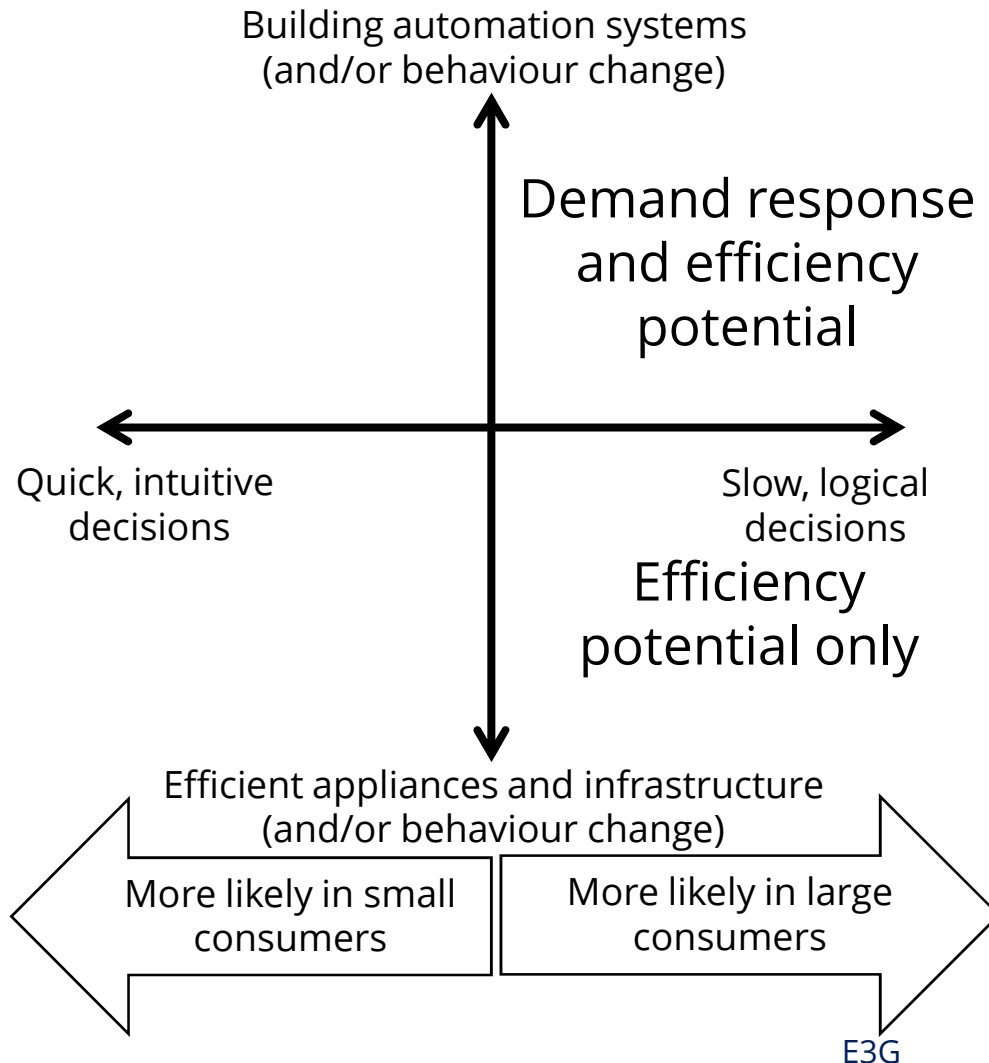 Building automation systems
(and/or behaviour change)
Demand response
and efficiency
potential
Quick, intuitive
decisions
Slow, logical
decisions
Efficiency
potential only
Efficient appliances and infrastructure
(and/or behaviour change)
More likely in small
consumers
More likely in large
consumers
E3G